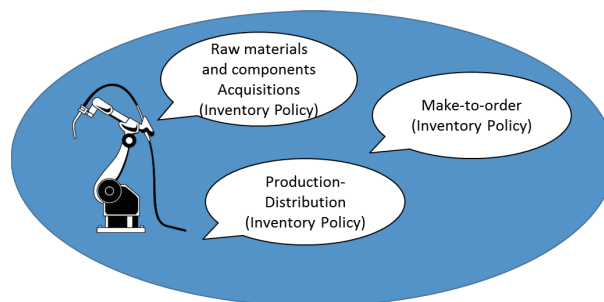 Raw materials
and components
Acquisitions
(Inventory Policy)
Make-to-order
(Inventory Policy)
Production-
Distribution
(Inventory Policy)